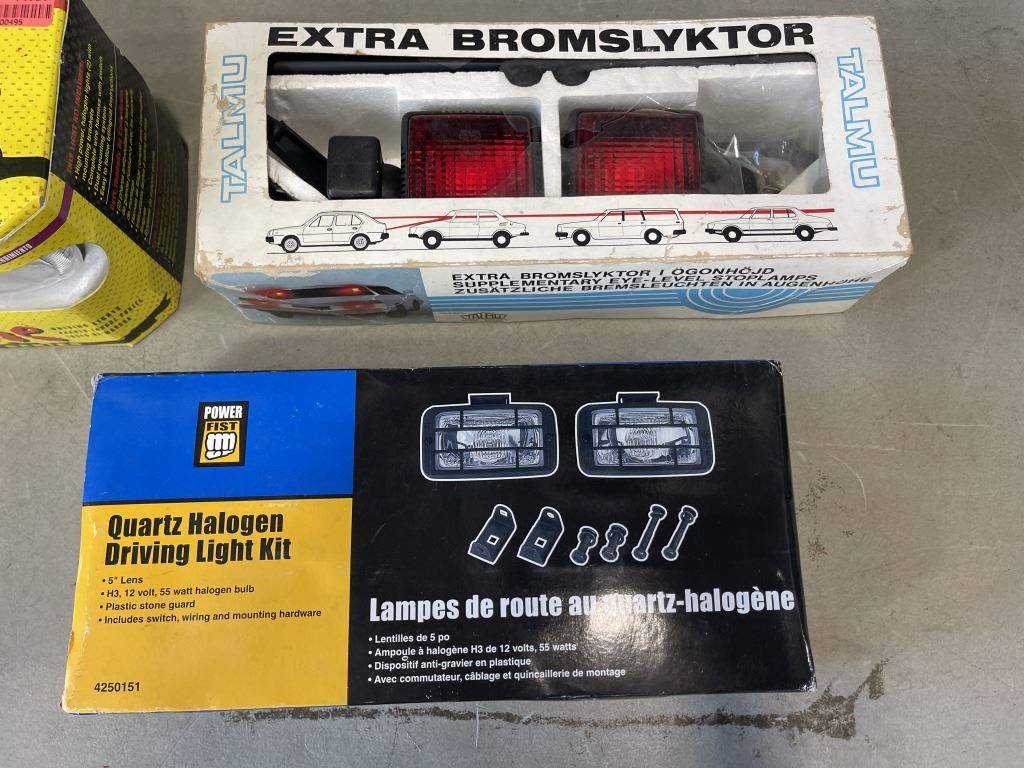 00495
EXTRA BROMSLYKTOR
TALMU
TALMU
EXTRA BROMSLYKTOR I ÖGONHÖJD
SUPPLEMENTARY EYE-LEVEL STOPLAMPS
ZUSÄTZLICHE BREMSLEUCHTEN IN AUGENHÖHE
TALMU
POWER
FIST
Quartz Halogen
Driving Light Kit
• 5" Lens
• H3, 12 volt, 55 watt halogen bulb
• Plastic stone guard
• Includes switch, wiring and mounting hardware
4250151
Lampes de route au quartz-halogène
• Lentilles de 5 po
• Ampoule à halogène H3 de 12 volts, 55 watts
• Dispositif anti-gravier en plastique
• Avec commutateur, câblage et quincaillerie de montage